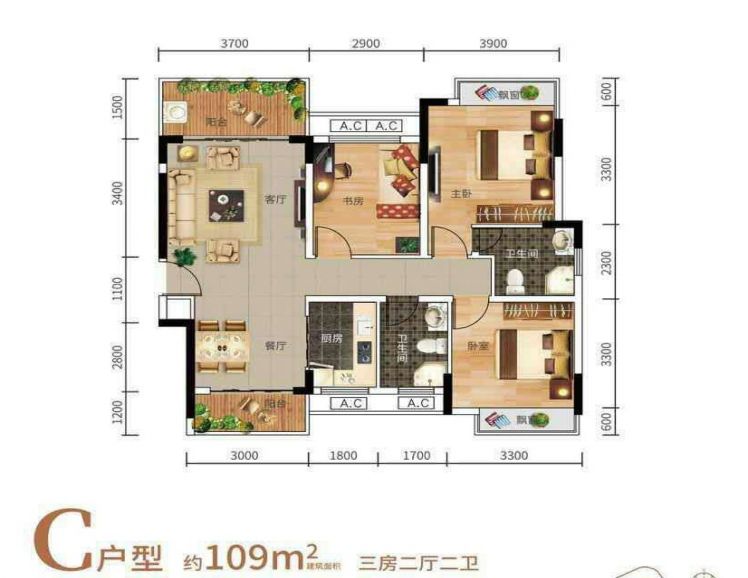 3700 2900 3900
1500
3400
1100
2800
1200
600
3300
2300
3300
600
飘窗
阳台
A.C A.C
客厅
书房
主卧
卫生间
厨房
卫生间
餐厅
卧室
阳台
A.C A.C
飘窗
3000 1800 1700 3300
C户型 约109m² 建筑面积 三房二厅二卫